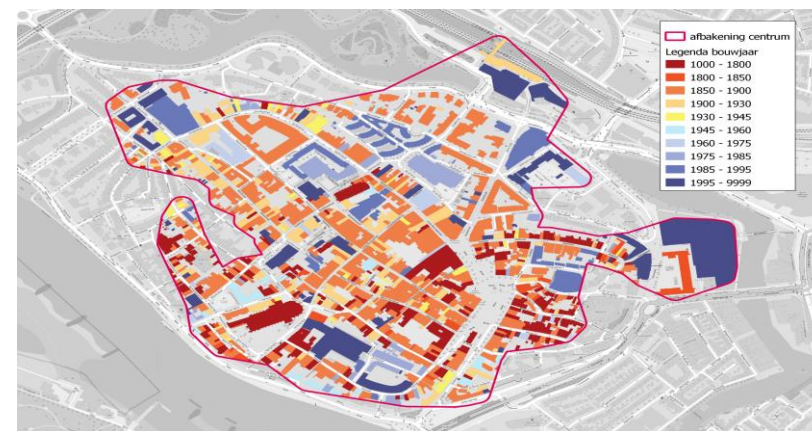 afbakening centrum
Legenda bouwjaar
1000 - 1800
1800 - 1850
1850 - 1900
1900 - 1930
1930 - 1945
1945 - 1960
1960 - 1975
1975 - 1985
1985 - 1995
1995 - 9999